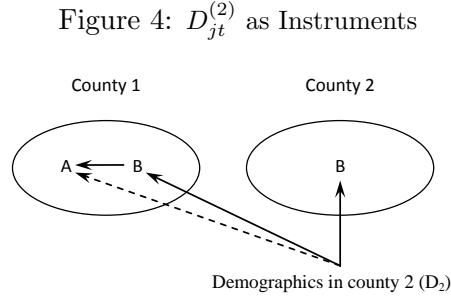 Figure 4: D_{jt}^{(2)} as Instruments
County 1 County 2
A B B
Demographics in county 2 (D₂)